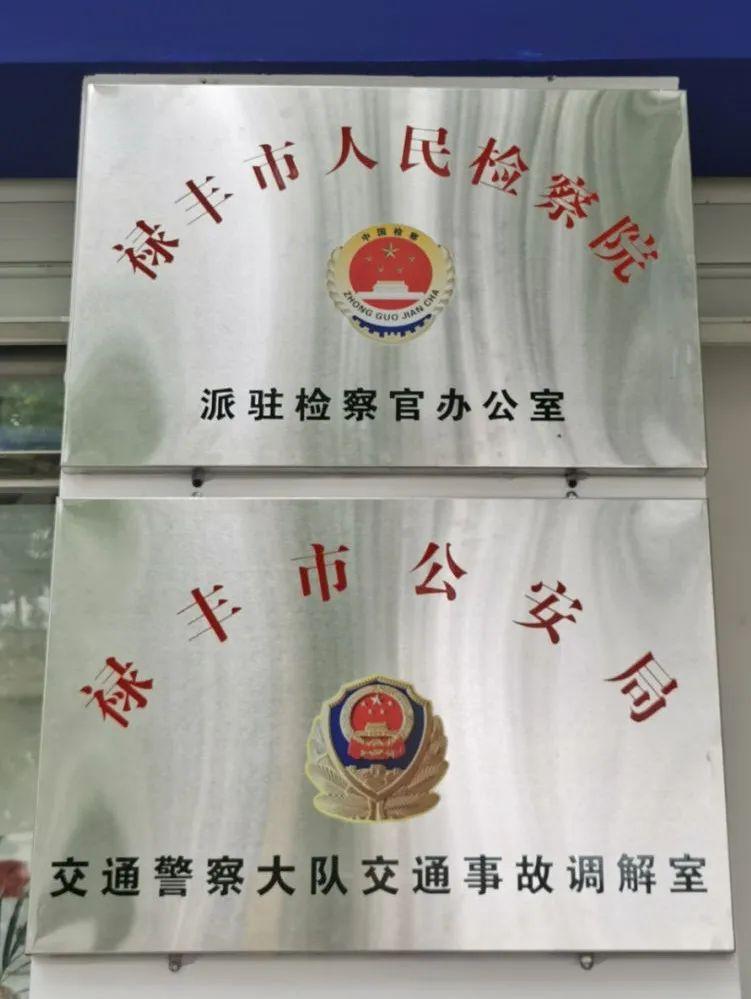 禄丰市人民检察院
中国检察
ZHONG GUO JIAN CHA
派驻检察官办公室
禄丰市公安局
交通警察大队交通事故调解室